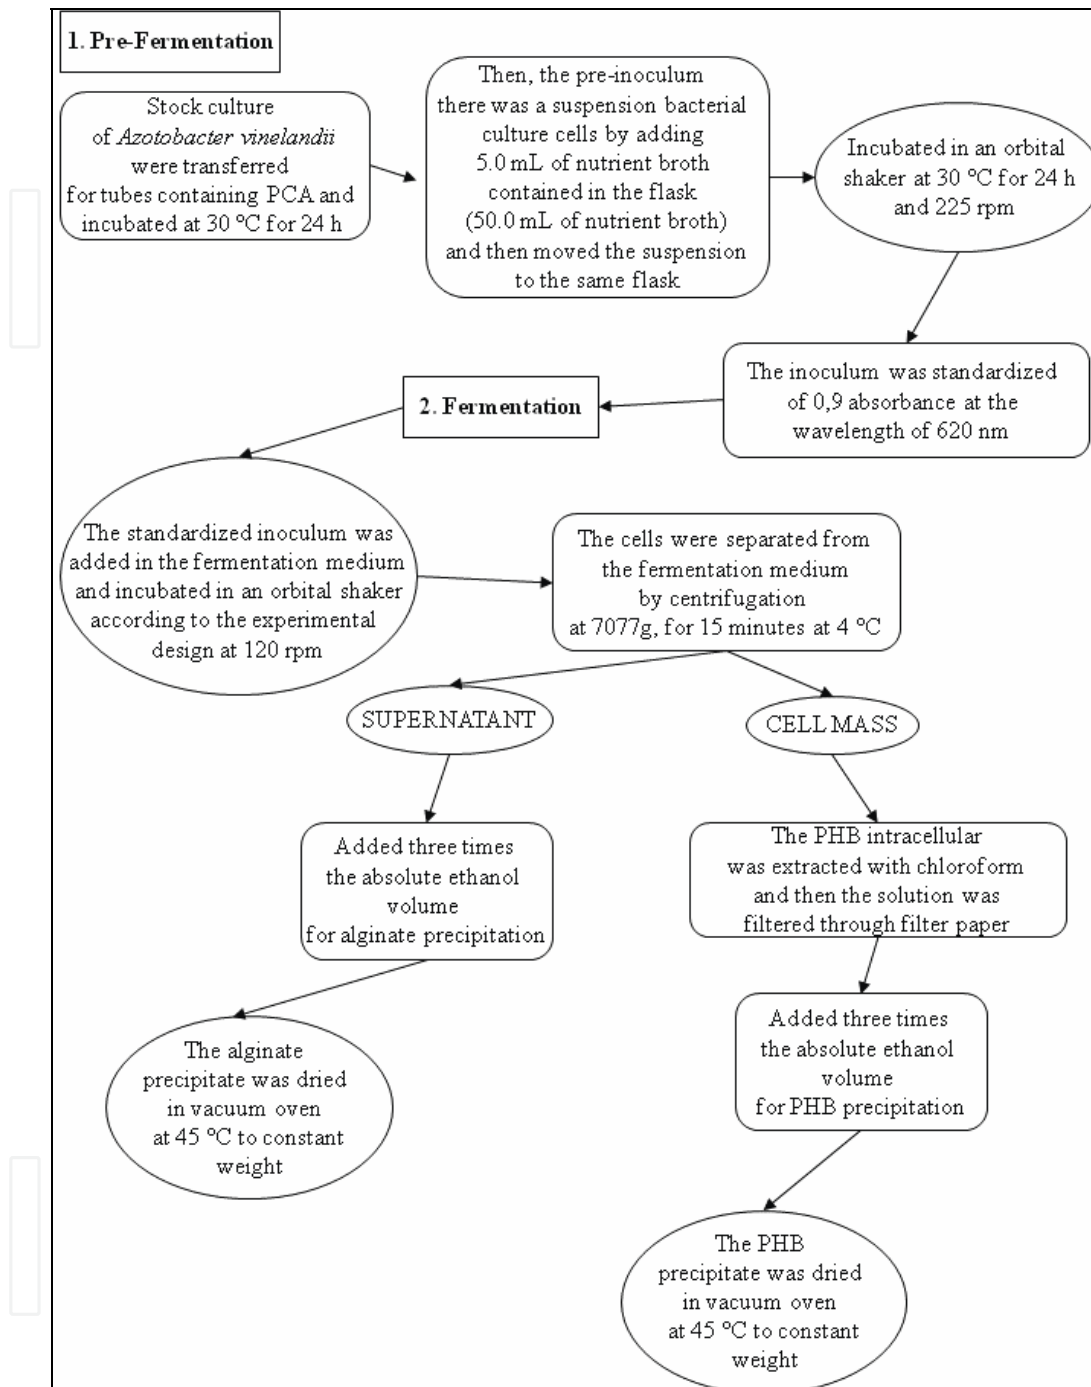 1. Pre-Fermentation
Stock culture
of Azotobacter vinelandii
were transferred
for tubes containing PCA and
incubated at 30 ºC for 24 h
Then, the pre-inoculum
there was a suspension bacterial
culture cells by adding
5.0 mL of nutrient broth
contained in the flask
(50.0 mL of nutrient broth)
and then moved the suspension
to the same flask
Incubated in an orbital
shaker at 30 ºC for 24 h
and 225 rpm
The inoculum was standardized
of 0,9 absorbance at the
wavelength of 620 nm
2. Fermentation
The standardized inoculum was
added in the fermentation medium
and incubated in an orbital shaker
according to the experimental
design at 120 rpm
The cells were separated from
the fermentation medium
by centrifugation
at 7077g, for 15 minutes at 4 ºC
SUPERNATANT
CELL MASS
Added three times
the absolute ethanol
volume
for alginate precipitation
The alginate
precipitate was dried
in vacuum oven
at 45 ºC to constant
weight
The PHB intracellular
was extracted with chloroform
and then the solution was
filtered through filter paper
Added three times
the absolute ethanol
volume
for PHB precipitation
The PHB
precipitate was dried
in vacuum oven
at 45 ºC to constant
weight